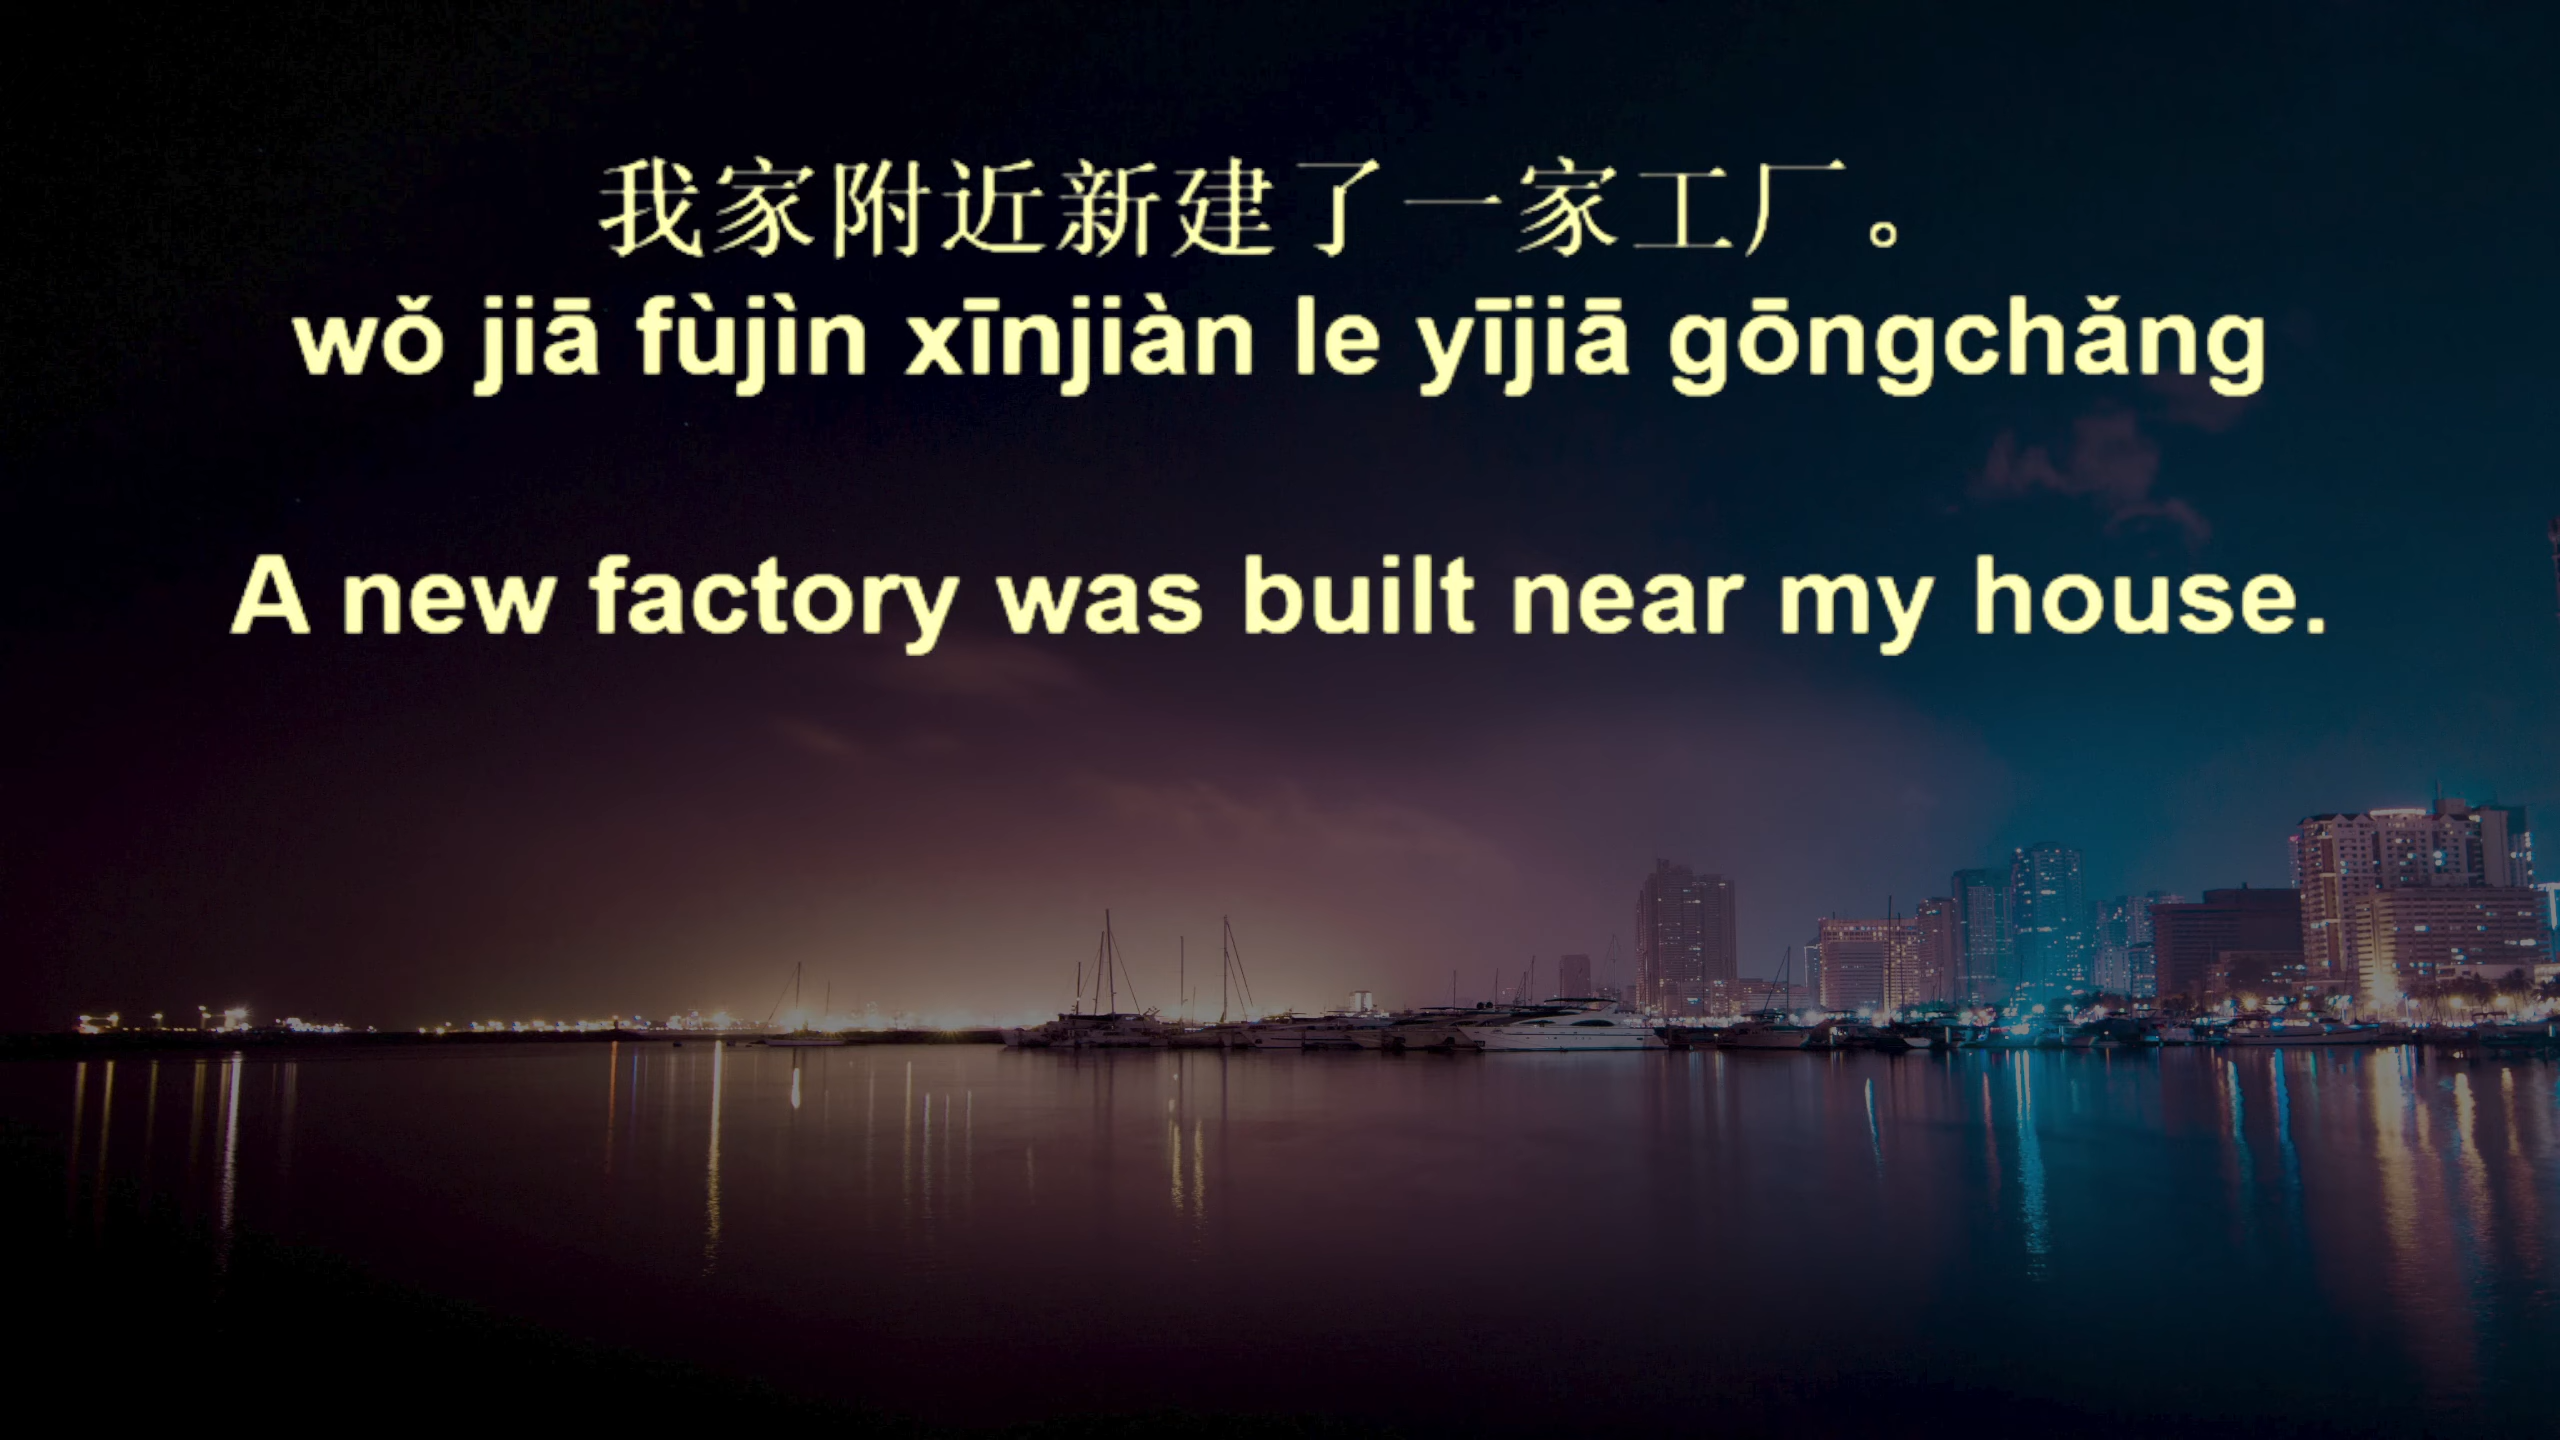 我家附近新建了一家工厂。
wǒ jiā fùjìn xīnjiàn le yījiā gōngchǎng
A new factory was built near my house.